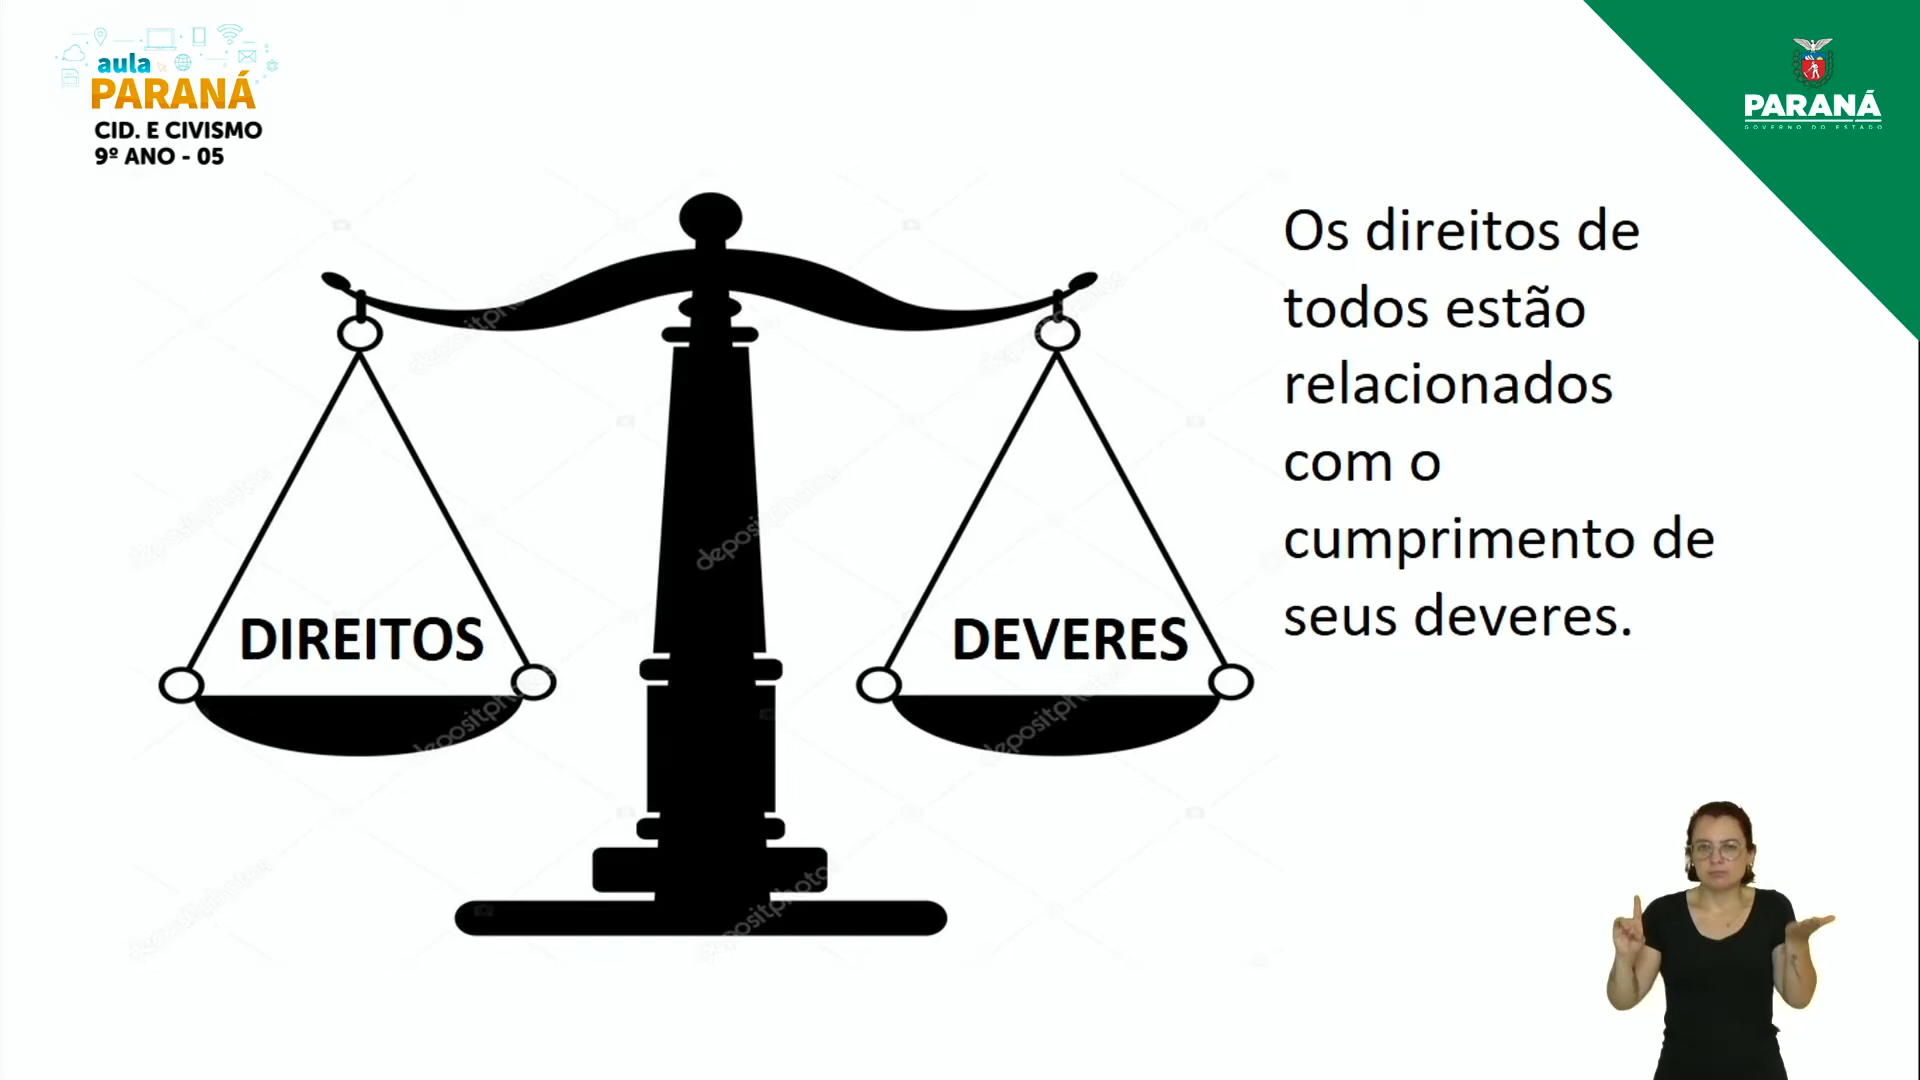 aula
PARANÁ
CID. E CIVISMO
9º ANO - 05
PARANÁ
GOVERNO DO ESTADO
Os direitos de
todos estão
relacionados
com o
cumprimento de
seus deveres.
DIREITOS
DEVERES
depositphotos